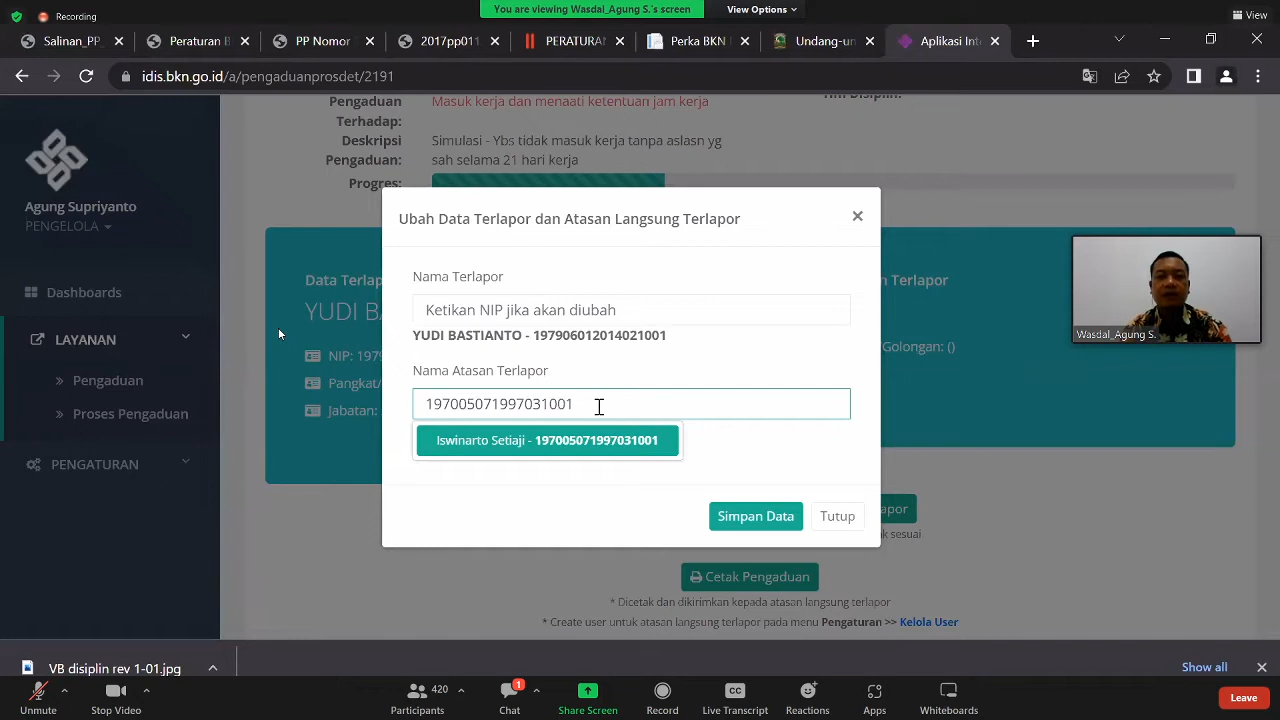 Recording
You are viewing Wasdal_Agung S.'s screen
View Options
View
Salinan_PP_
Peraturan B
PP Nomor
2017pp011
PERATURAN
Perka BKN
Undang-un
Aplikasi Int
idis.bkn.go.id/a/pengaduanprosdet/2191
Agung Supriyanto
PENGELOLA
Dashboards
LAYANAN
Pengaduan
Proses Pengaduan
PENGATURAN
Pengaduan
Terhadap:
Masuk kerja dan menaati ketentuan jam kerja
Tim Disiplin:
Deskripsi
Pengaduan:
Simulasi - Ybs tidak masuk kerja tanpa aslasn yg
sah selama 21 hari kerja
Progres:
Data Terlap
YUDI B
NIP: 1979
Pangkat/
Jabatan:
n Terlapor
Golongan: ()
Ubah Data Terlapor dan Atasan Langsung Terlapor
×
Nama Terlapor
Ketikan NIP jika akan diubah
YUDI BASTIANTO - 197906012014021001
Nama Atasan Terlapor
197005071997031001
Iswinarto Setiaji - 197005071997031001
Simpan Data
Tutup
apor
k sesuai
Cetak Pengaduan
* Dicetak dan dikirimkan kepada atasan langsung terlapor
* Create user untuk atasan langsung terlapor pada menu Pengaturan >> Kelola User
Wasdal_Agung S.
VB disiplin rev 1-01.jpg
Show all
Unmute
Stop Video
420
Participants
1
Chat
Share Screen
Record
CC
Live Transcript
Reactions
Apps
Whiteboards
Leave